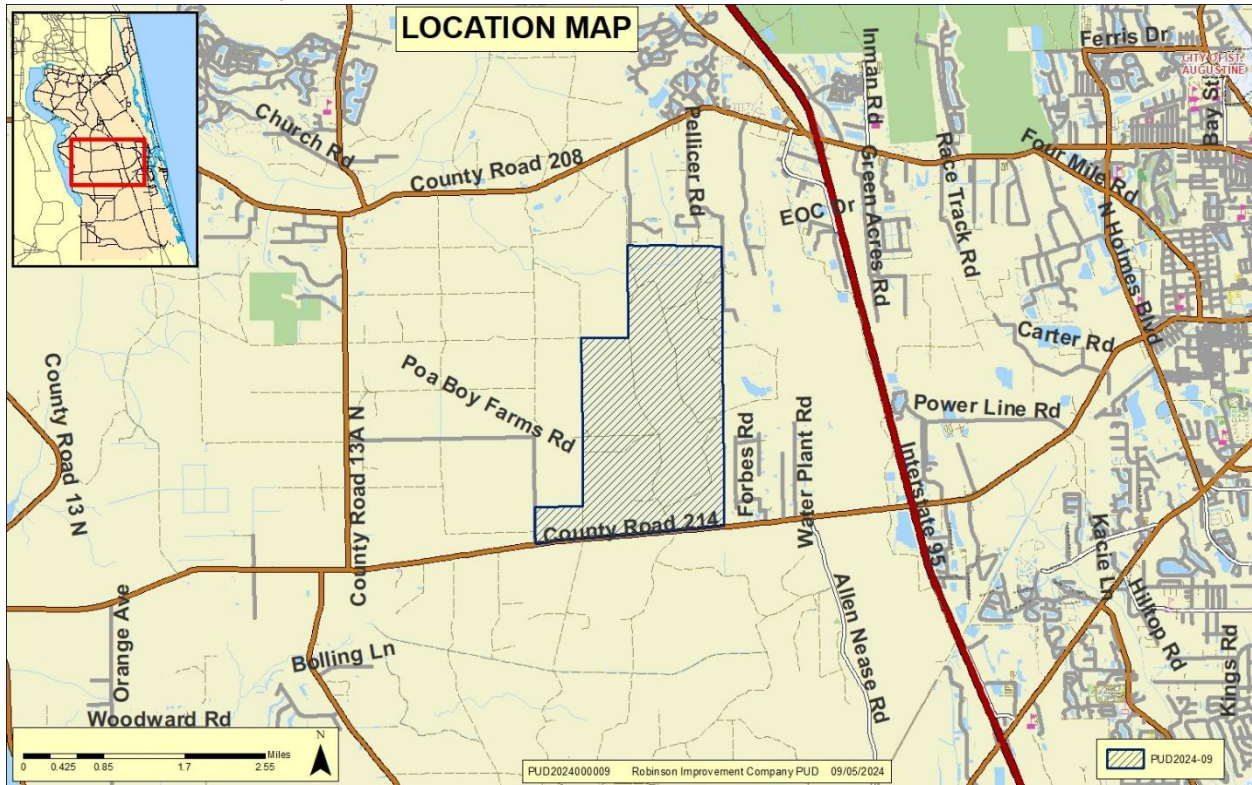 LOCATION MAP
Ferris Dr
CITY OF ST.
AUGUSTINE
Bay St
Inman Rd
Church Rd
Pellicer Rd
County Road 208
Race Track Rd
Four Mile Rd
Green Acres Rd
EOC Dr
N Holmes Blvd
Carter Rd
County Road 13 N
Poa Boy Farms Rd
County Road 13A N
Power Line Rd
Forbes Rd
Water Plant Rd
Interstate 95
County Road 214
Kacie Ln
Hilltop Rd
Kings Rd
Allen Nease Rd
Orange Ave
Bolling Ln
Woodward Rd
Miles
0 0.425 0.85 1.7 2.55
N
PUD2024000009 Robinson Improvement Company PUD 09/05/2024
PUD2024-09